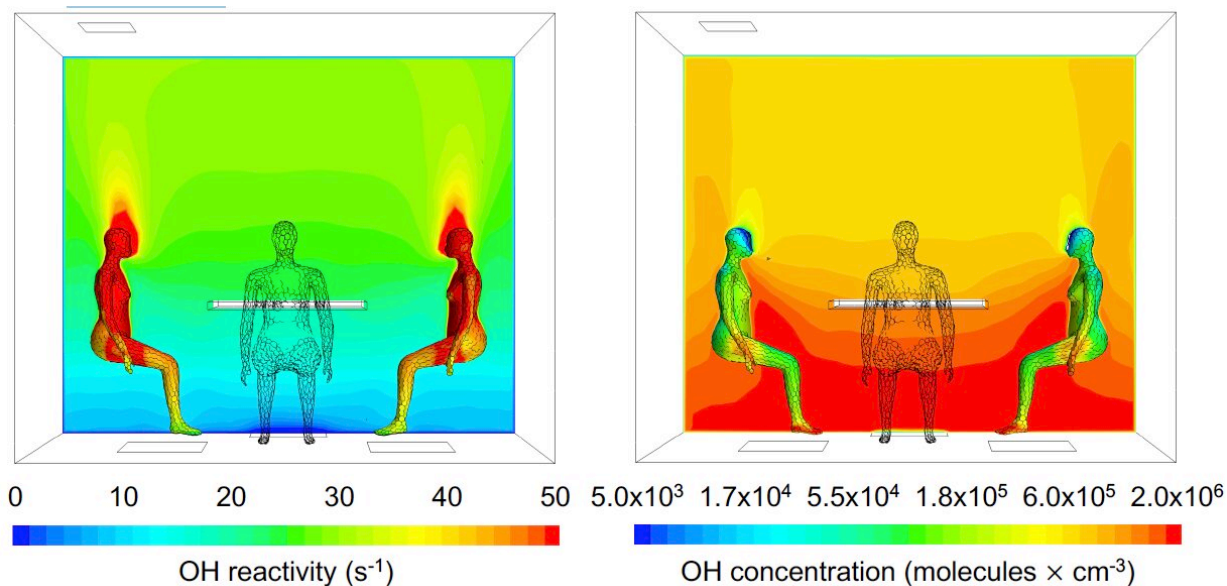 0 10 20 30 40 50
OH reactivity (s⁻¹)
5.0x10³ 1.7x10⁴ 5.5x10⁴ 1.8x10⁵ 6.0x10⁵ 2.0x10⁶
OH concentration (molecules × cm⁻³)